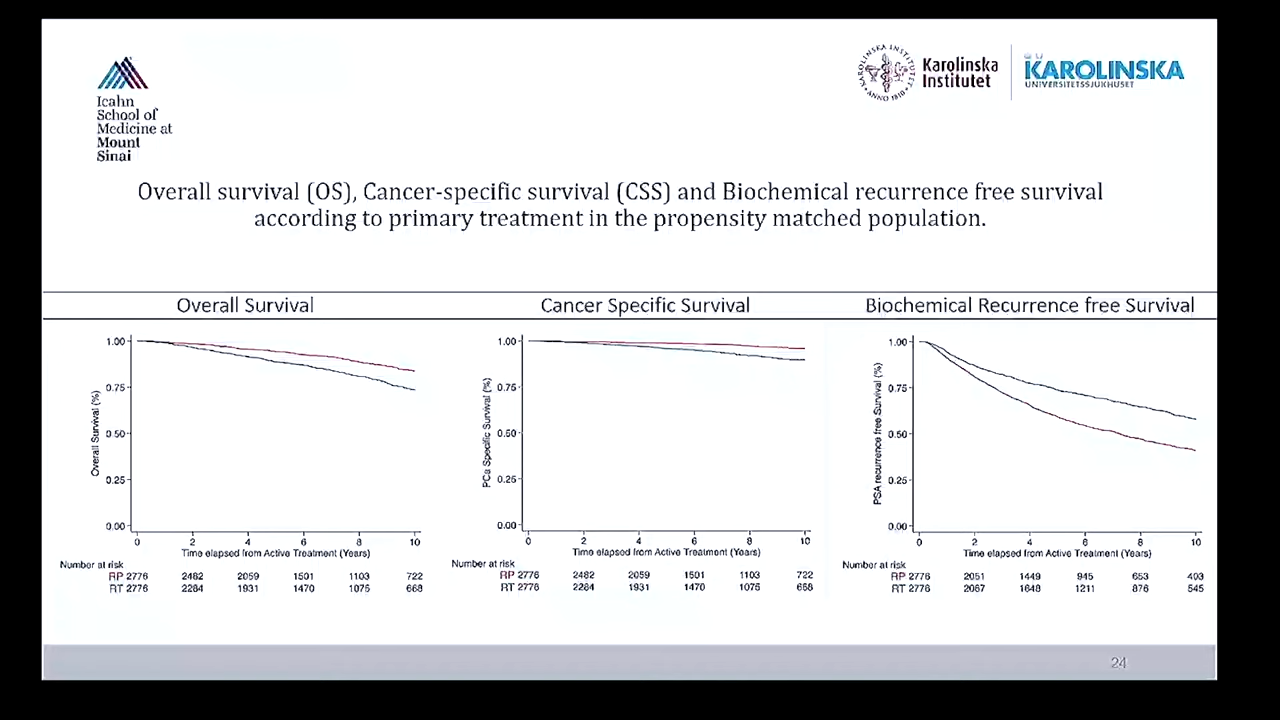 Icahn
School of
Medicine at
Mount
Sinai
KAROLINSKA INSTITUTET
ANNO 1810
Karolinska
Institutet
KAROLINSKA
UNIVERSITETSSJUKHUSET
Overall survival (OS), Cancer-specific survival (CSS) and Biochemical recurrence free survival
according to primary treatment in the propensity matched population.
Overall Survival
Cancer Specific Survival
Biochemical Recurrence free Survival
Overall Survival (%)
1.00
0.75
0.50
0.25
0.00
0 2 4 6 8 10
Time elapsed from Active Treatment (Years)
Number at risk
RP 2776 2482 2059 1501 1103 722
RT 2776 2284 1931 1470 1075 668
PCa Specific Survival (%)
1.00
0.75
0.50
0.25
0.00
0 2 4 6 8 10
Time elapsed from Active Treatment (Years)
Number at risk
RP 2776 2482 2059 1501 1103 722
RT 2776 2284 1931 1470 1075 668
PSA recurrence free Survival (%)
1.00
0.75
0.50
0.25
0.00
0 2 4 6 8 10
Time elapsed from Active Treatment (Years)
Number at risk
RP 2776 2051 1449 945 653 403
RT 2776 2067 1648 1211 876 545
24